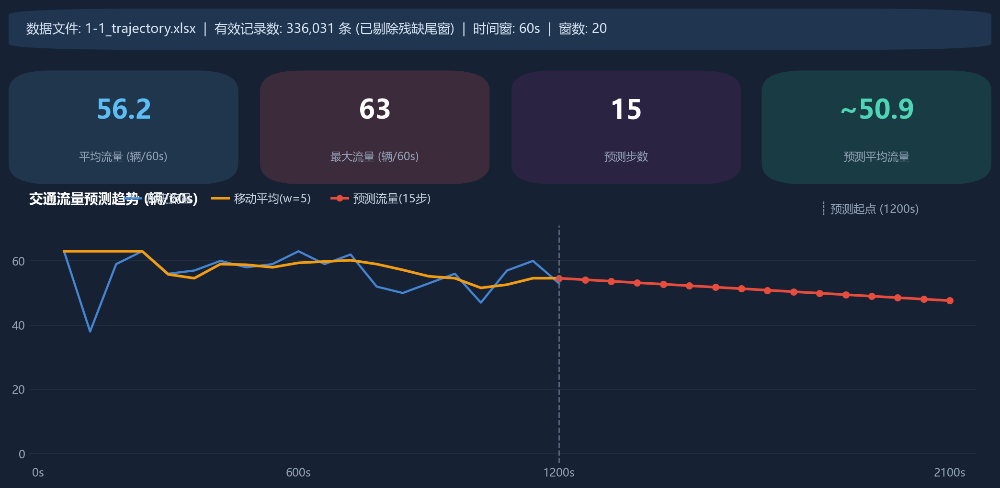 数据文件: 1-1_trajectory.xlsx | 有效记录数: 336,031 条 (已剔除残缺尾窗) | 时间窗: 60s | 窗数: 20
56.2
平均流量 (辆/60s)
63
最大流量 (辆/60s)
15
预测步数
~50.9
预测平均流量
交通流量预测趋势 (辆/60s)
移动平均(w=5)
预测流量(15步)
预测起点 (1200s)
60
40
20
0
0s
600s
1200s
2100s